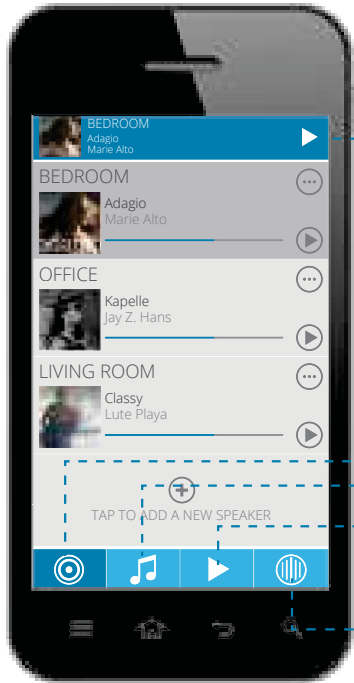 BEDROOM
Adagio
Marie Alto
BEDROOM
Adagio
Marie Alto
OFFICE
Kapelle
Jay Z. Hans
LIVING ROOM
Classy
Lute Playa
TAP TO ADD A NEW SPEAKER